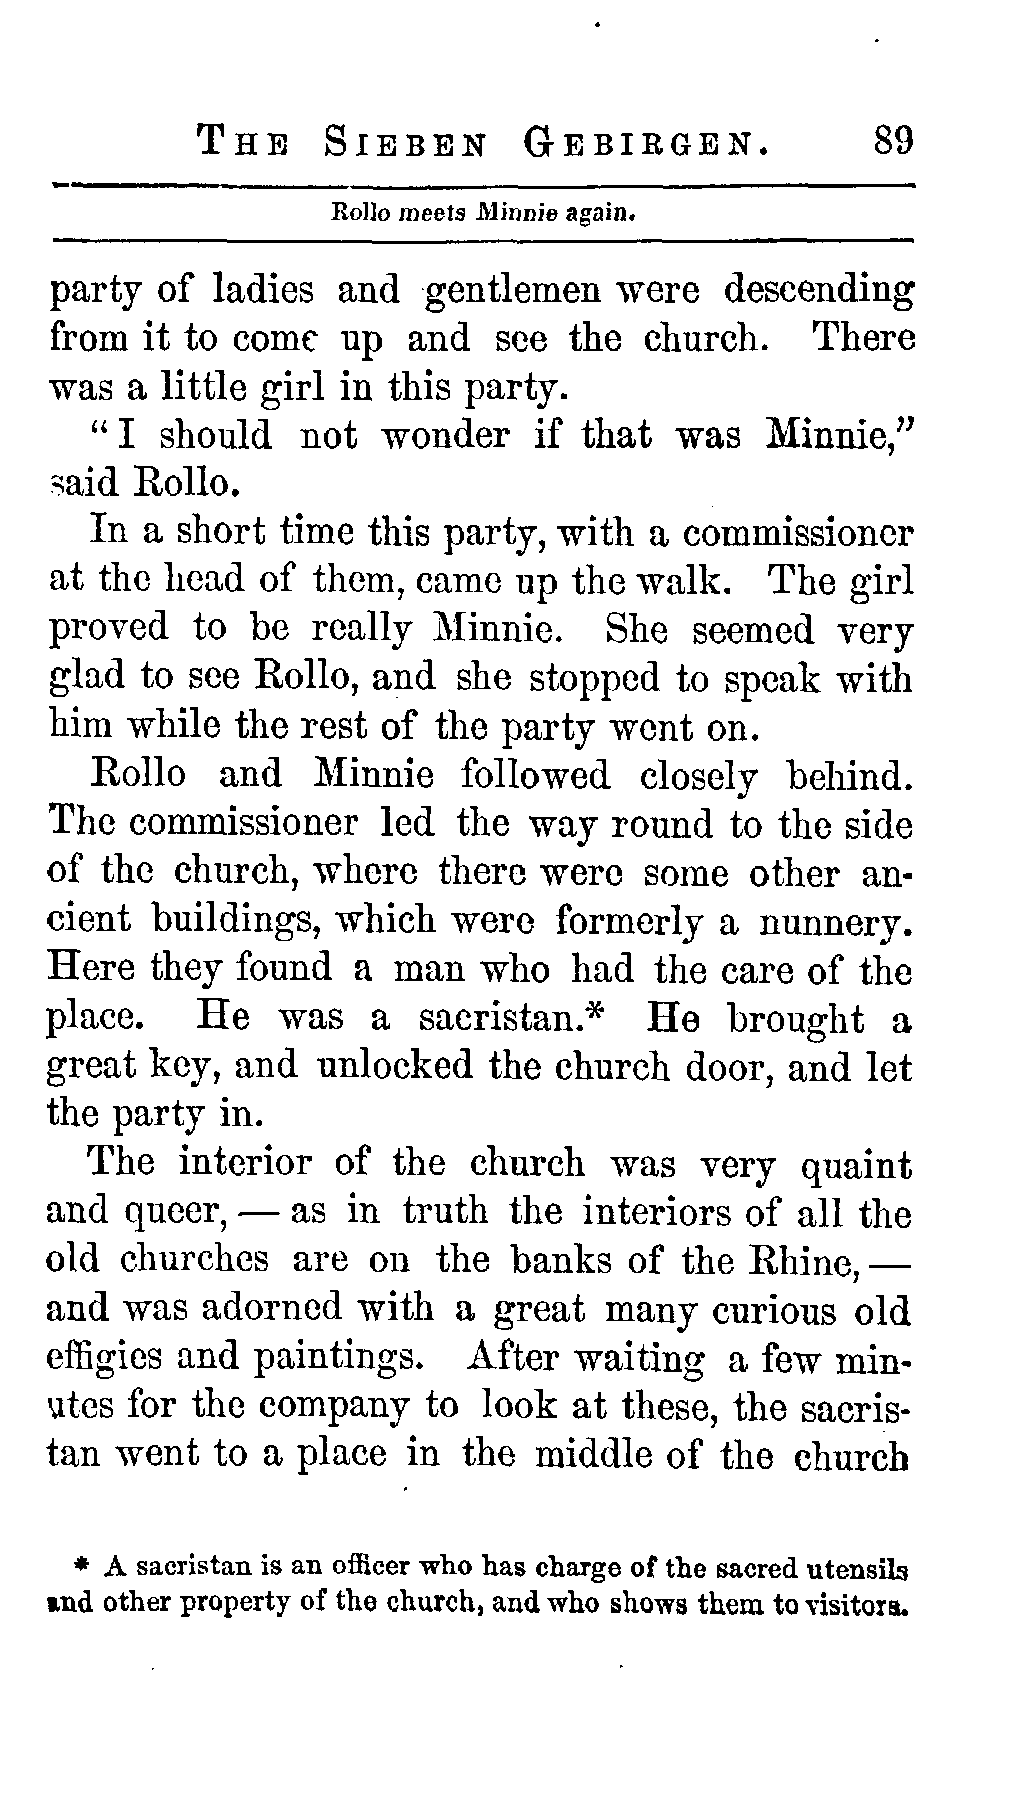 THE SIEBEN GEBIRGEN. 89
Rollo meets Minnie again.
party of ladies and gentlemen were descending
from it to come up and see the church. There
was a little girl in this party.
"I should not wonder if that was Minnie,"
said Rollo.
In a short time this party, with a commissioner
at the head of them, came up the walk. The girl
proved to be really Minnie. She seemed very
glad to see Rollo, and she stopped to speak with
him while the rest of the party went on.
Rollo and Minnie followed closely behind.
The commissioner led the way round to the side
of the church, where there were some other an-
cient buildings, which were formerly a nunnery.
Here they found a man who had the care of the
place. He was a sacristan.* He brought a
great key, and unlocked the church door, and let
the party in.
The interior of the church was very quaint
and queer, — as in truth the interiors of all the
old churches are on the banks of the Rhine, —
and was adorned with a great many curious old
effigies and paintings. After waiting a few min-
utes for the company to look at these, the sacris-
tan went to a place in the middle of the church
* A sacristan is an officer who has charge of the sacred utensils
and other property of the church, and who shows them to visitors.